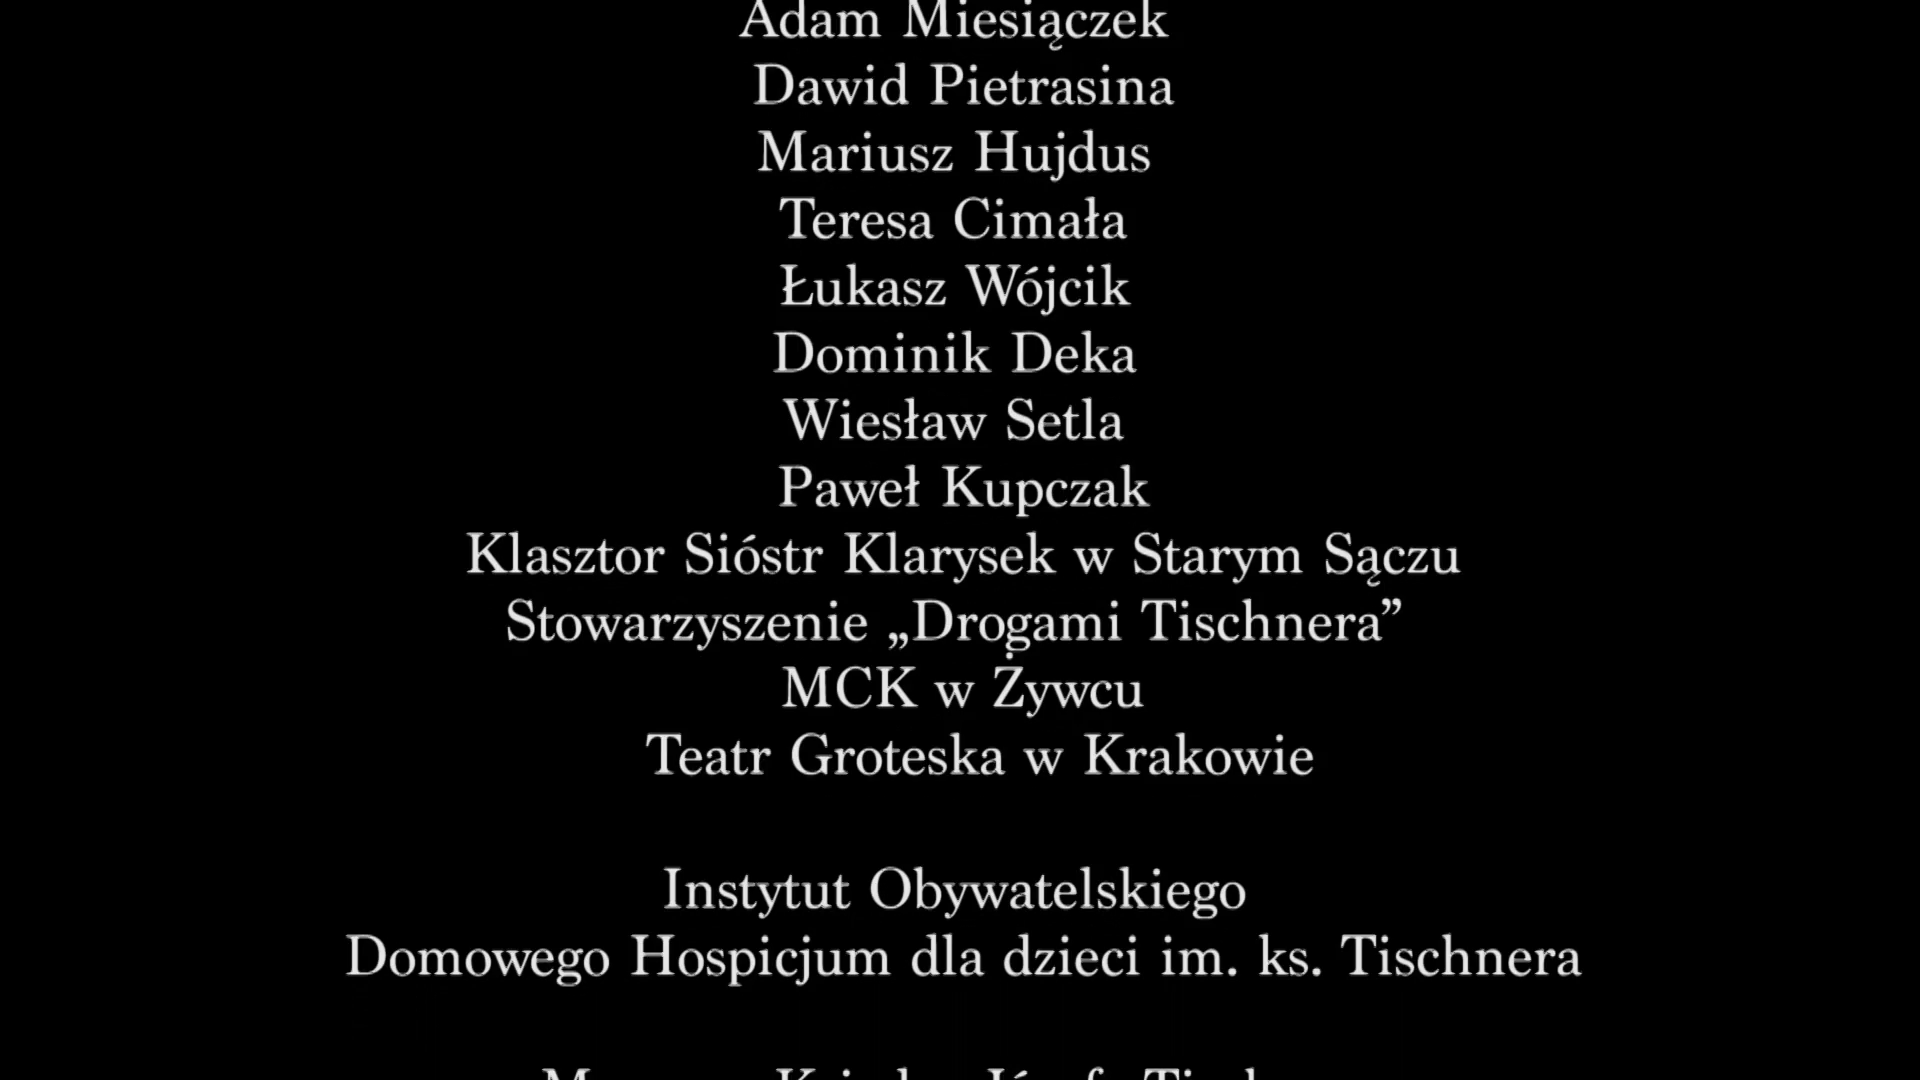 Adam Miesiączek
Dawid Pietrasina
Mariusz Hujdus
Teresa Cimała
Łukasz Wójcik
Dominik Deka
Wiesław Setla
Paweł Kupczak
Klasztor Sióstr Klarysek w Starym Sączu
Stowarzyszenie „Drogami Tischnera”
MCK w Żywcu
Teatr Groteska w Krakowie
Instytut Obywatelskiego
Domowego Hospicjum dla dzieci im. ks. Tischnera